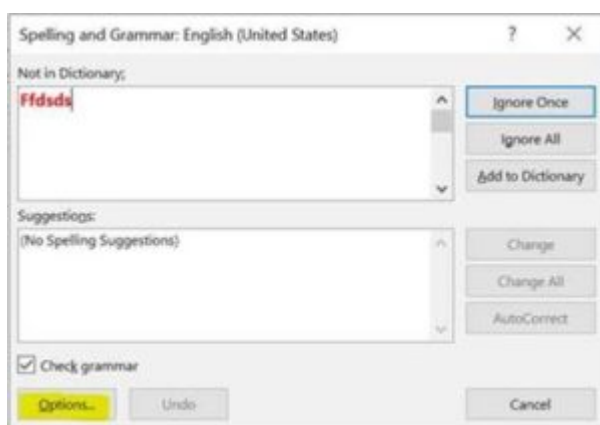 Spelling and Grammar: English (United States) ?
Not in Dictionary:
Ffdsds
Ignore Once
Ignore All
Add to Dictionary
Suggestions:
(No Spelling Suggestions)
Change
Change All
AutoCorrect
Check grammar
Options... Undo Cancel